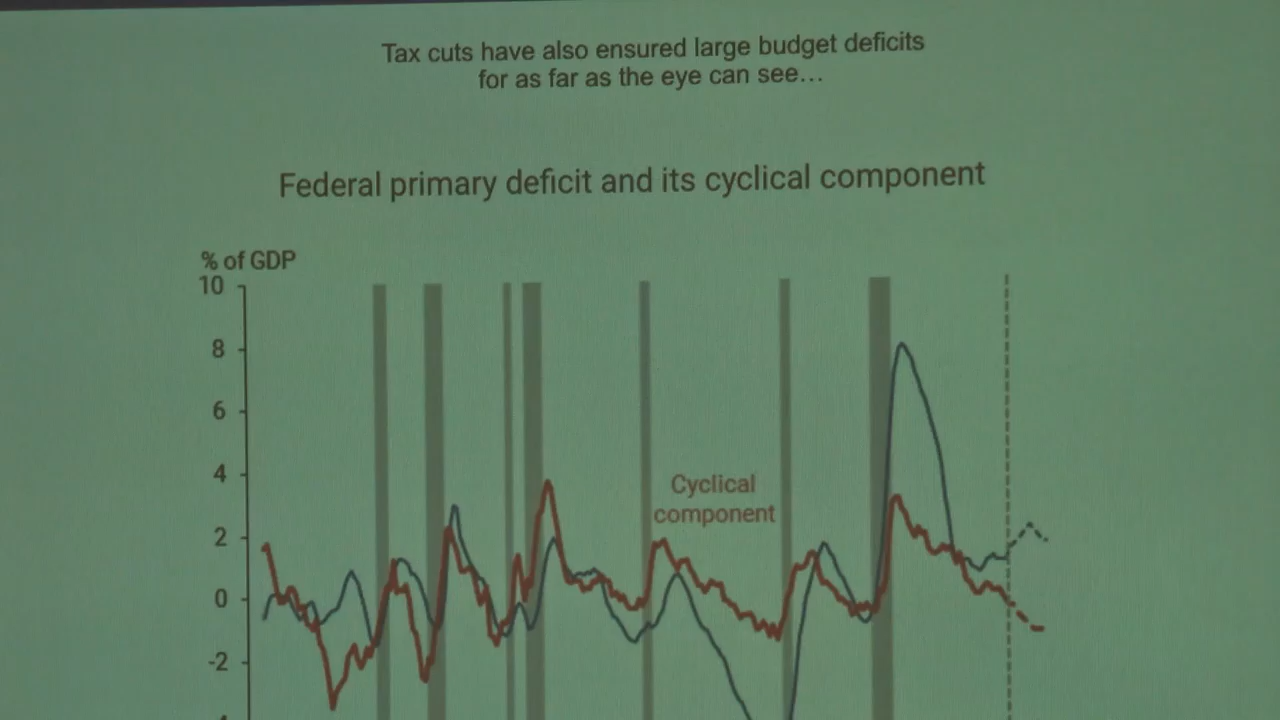 Tax cuts have also ensured large budget deficits
for as far as the eye can see...
Federal primary deficit and its cyclical component
% of GDP
10
8
6
4
Cyclical
component
2
0
-2